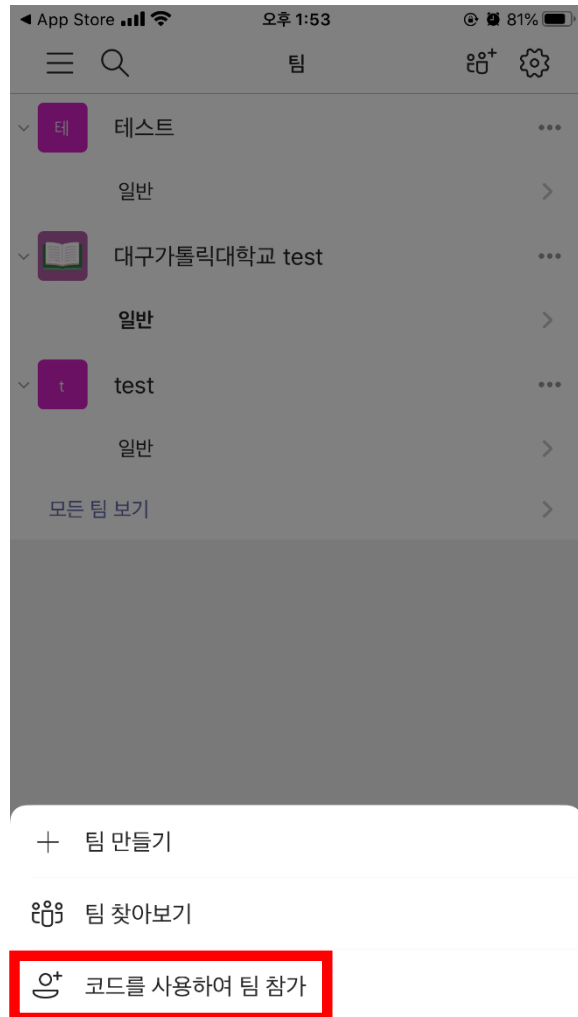 ◀ App Store 오후 1:53 81%
팀
테 테스트
일반
대구가톨릭대학교 test
일반
t test
일반
모든 팀 보기
팀 만들기
팀 찾아보기
코드를 사용하여 팀 참가